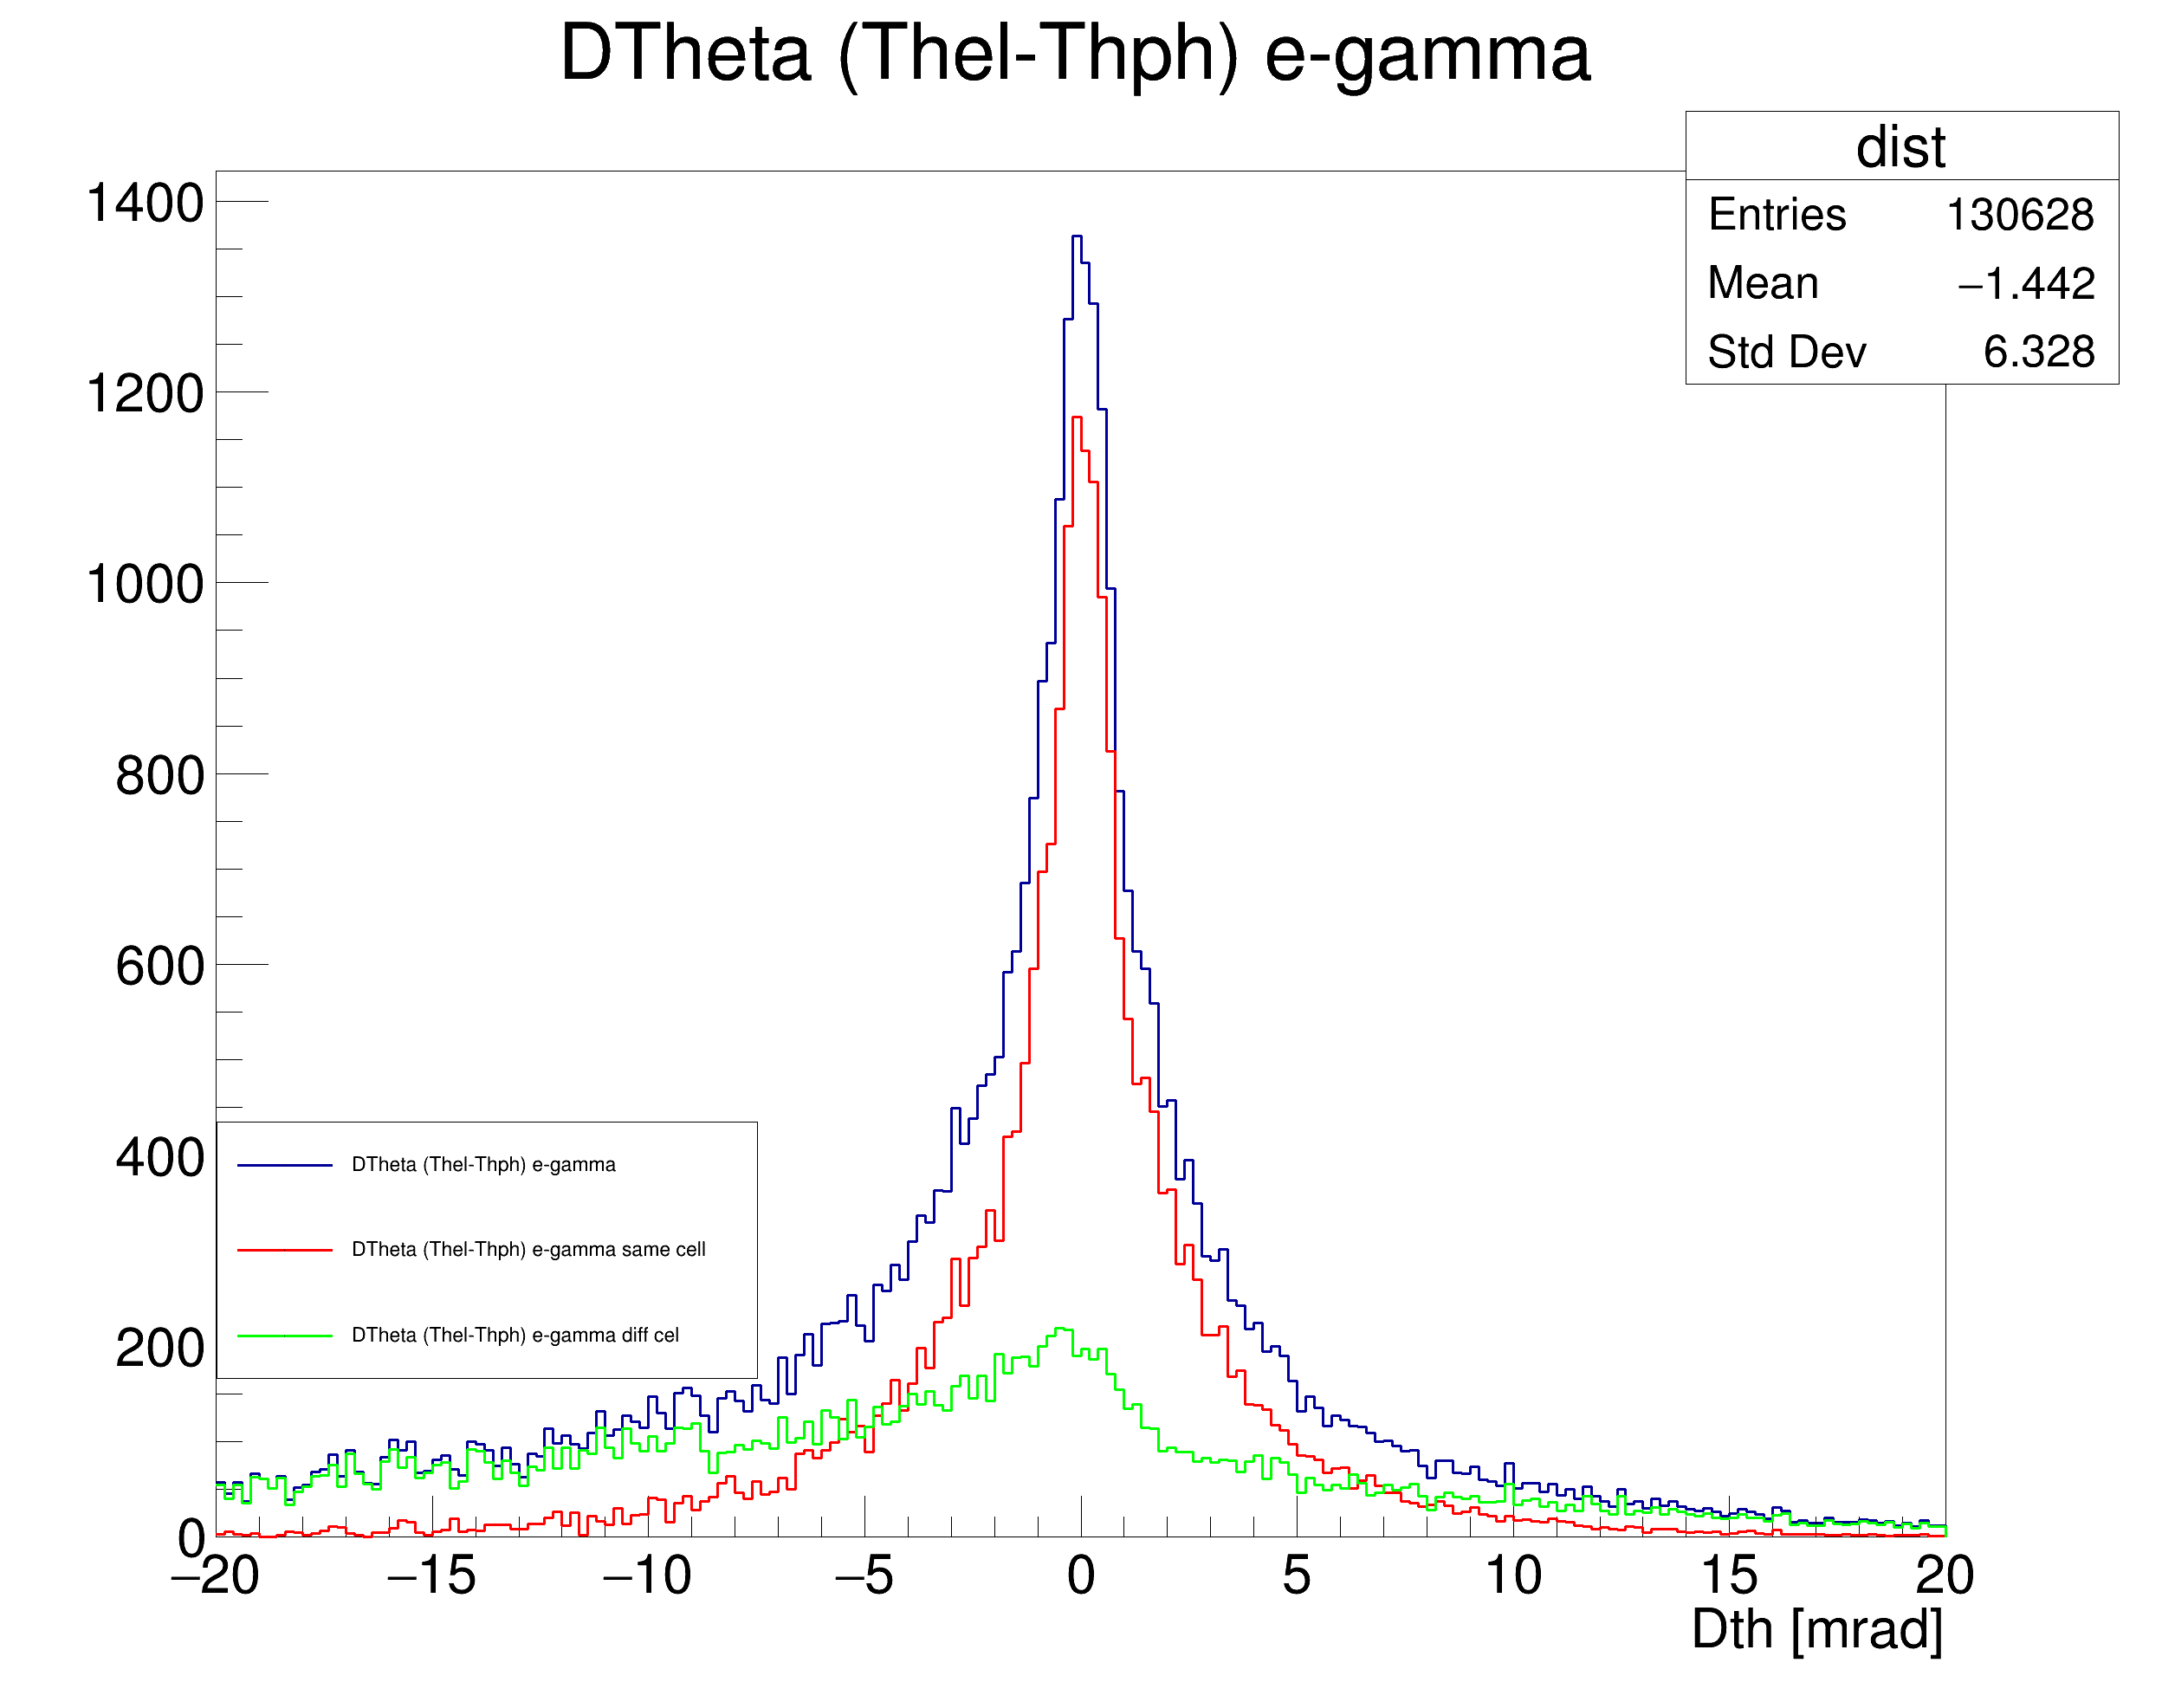 DTheta (Thel-Thph) e-gamma
dist
Entries 130628
Mean −1.442
Std Dev 6.328
1400
1200
1000
800
600
400
200
0
DTheta (Thel-Thph) e-gamma
DTheta (Thel-Thph) e-gamma same cell
DTheta (Thel-Thph) e-gamma diff cel
−20 −15 −10 −5 0 5 10 15 20
Dth [mrad]